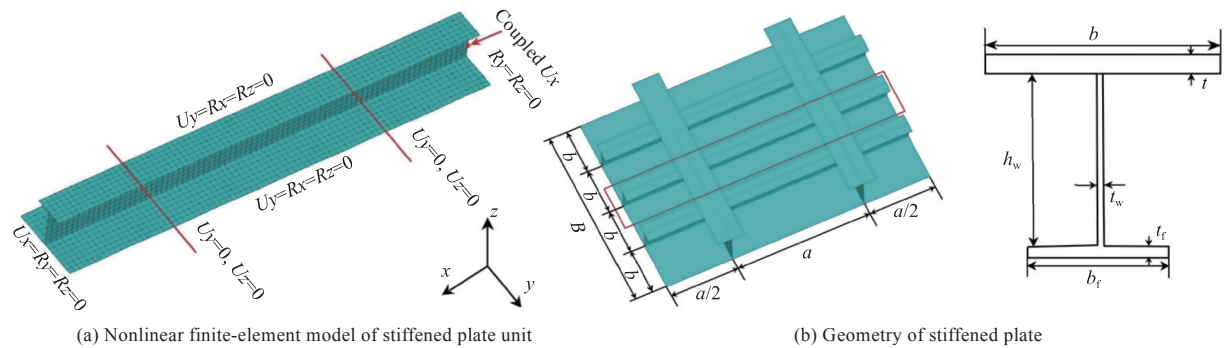 Coupled Ux
Ry=Rz=0
Uy=Rx=Rz=0
Uy=0, Uz=0
Uy=Rx=Rz=0
Uy=0, Uz=0
Ux=Ry=Rz=0
z
x
y
(a) Nonlinear finite-element model of stiffened plate unit
b
b
b
b
B
a/2
a
a/2
b
t
hw
tw
tf
bf
(b) Geometry of stiffened plate